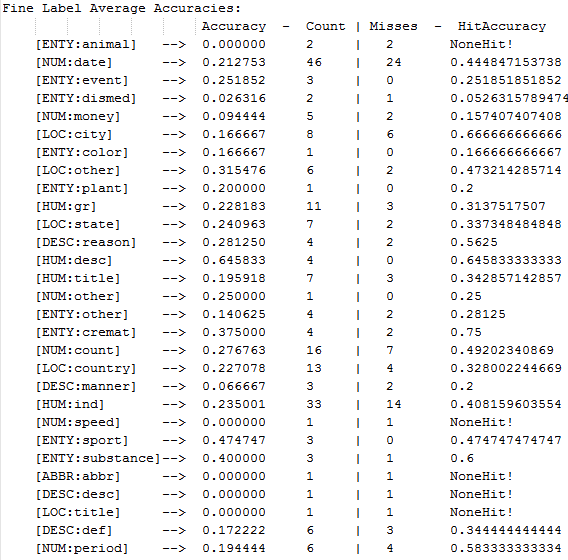 Fine Label Average Accuracies:
Accuracy - Count | Misses - HitAccuracy
[ENTY:animal] --> 0.000000 2 | 2 NoneHit!
[NUM:date] --> 0.212753 46 | 24 0.444847153738
[ENTY:event] --> 0.251852 3 | 0 0.251851851852
[ENTY:dismed] --> 0.026316 2 | 1 0.0526315789474
[NUM:money] --> 0.094444 5 | 2 0.157407407408
[LOC:city] --> 0.166667 8 | 6 0.666666666666
[ENTY:color] --> 0.166667 1 | 0 0.166666666667
[LOC:other] --> 0.315476 6 | 2 0.473214285714
[ENTY:plant] --> 0.200000 1 | 0 0.2
[HUM:gr] --> 0.228183 11 | 3 0.3137517507
[LOC:state] --> 0.240963 7 | 2 0.337348484848
[DESC:reason] --> 0.281250 4 | 2 0.5625
[HUM:desc] --> 0.645833 4 | 0 0.645833333333
[HUM:title] --> 0.195918 7 | 3 0.342857142857
[NUM:other] --> 0.250000 1 | 0 0.25
[ENTY:other] --> 0.140625 4 | 2 0.28125
[ENTY:cremat] --> 0.375000 4 | 2 0.75
[NUM:count] --> 0.276763 16 | 7 0.49202340869
[LOC:country] --> 0.227078 13 | 4 0.328002244669
[DESC:manner] --> 0.066667 3 | 2 0.2
[HUM:ind] --> 0.235001 33 | 14 0.408159603554
[NUM:speed] --> 0.000000 1 | 1 NoneHit!
[ENTY:sport] --> 0.474747 3 | 0 0.474747474747
[ENTY:substance]--> 0.400000 3 | 1 0.6
[ABBR:abbr] --> 0.000000 1 | 1 NoneHit!
[DESC:desc] --> 0.000000 1 | 1 NoneHit!
[LOC:title] --> 0.000000 1 | 1 NoneHit!
[DESC:def] --> 0.172222 6 | 3 0.344444444444
[NUM:period] --> 0.194444 6 | 4 0.583333333334